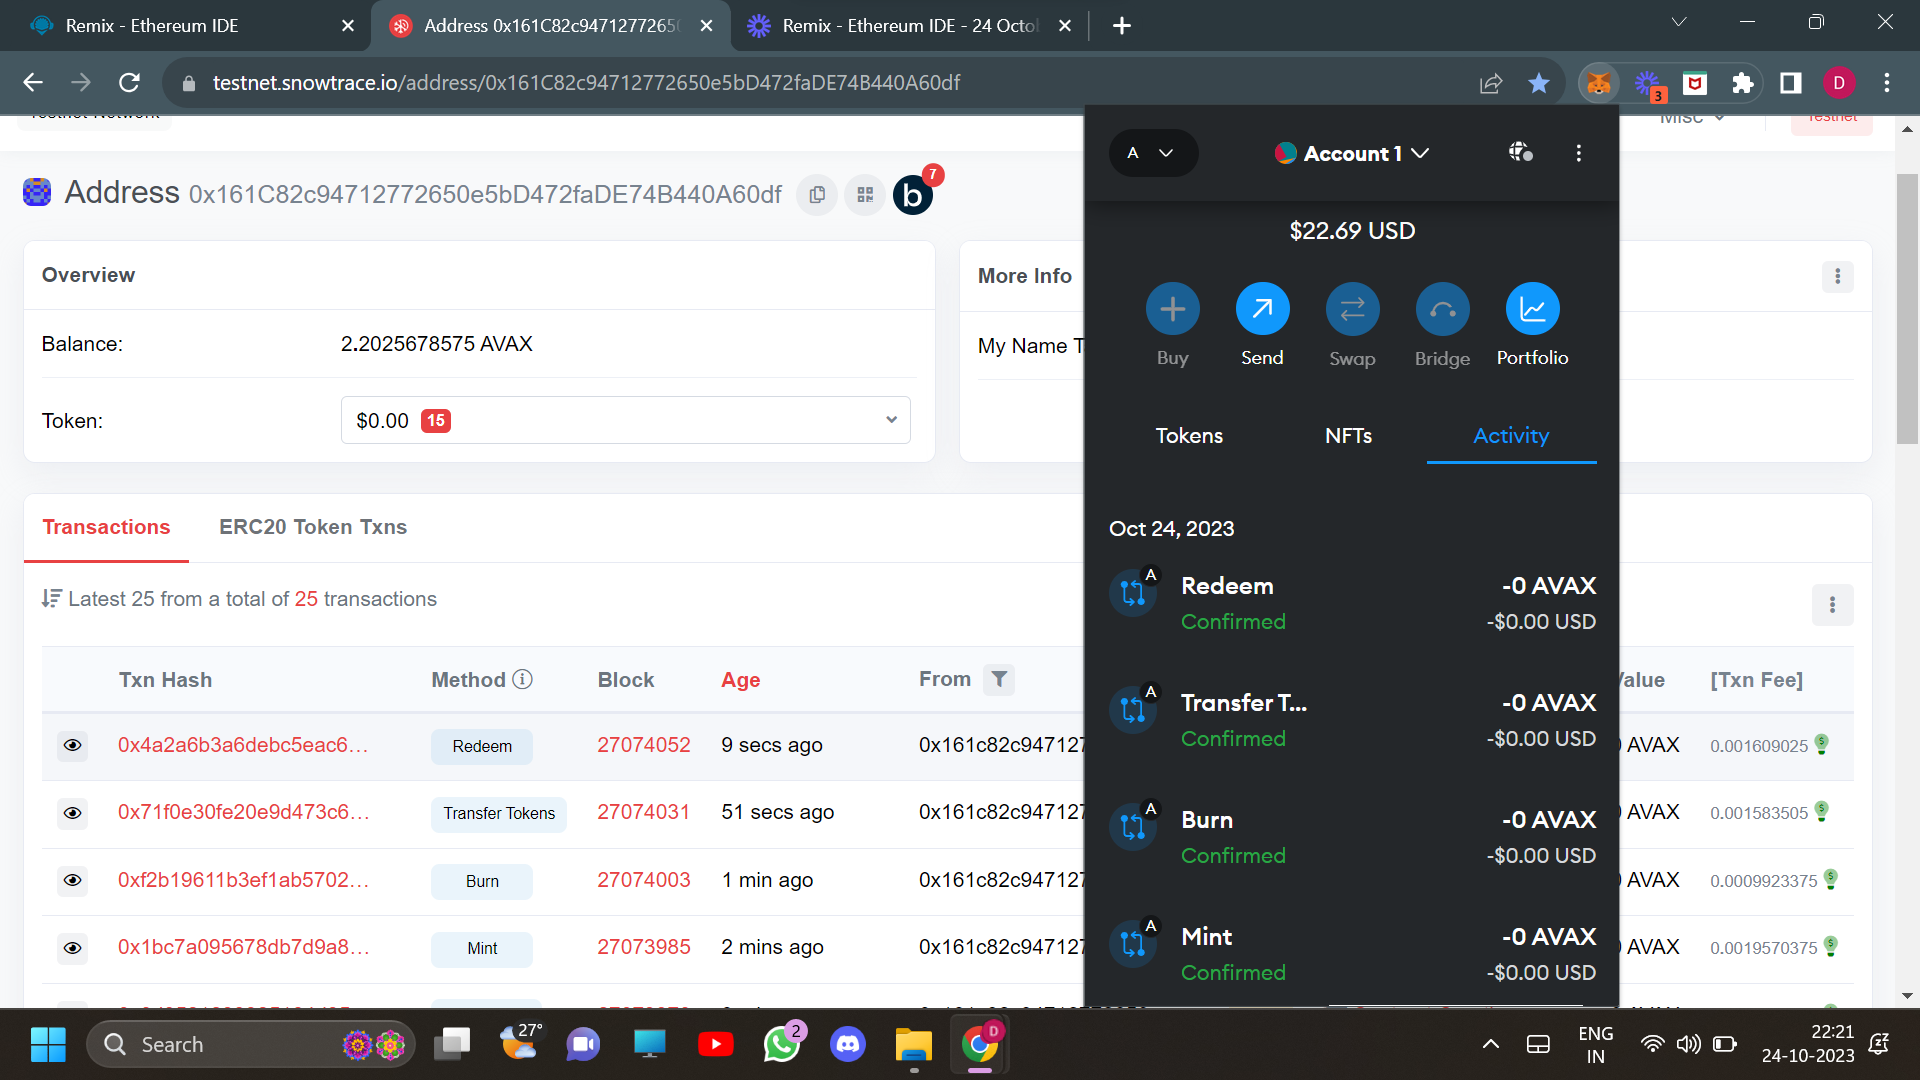 Remix - Ethereum IDE
Address 0x161C82c94712772650
Remix - Ethereum IDE - 24 Octo
testnet.snowtrace.io/address/0x161C82c94712772650e5bD472faDE74B440A60df
3
D
Testnet Network
Misc
Testnet
Address 0x161C82c94712772650e5bD472faDE74B440A60df
b
7
Overview
Balance: 2.2025678575 AVAX
Token: $0.00 15
More Info
My Name T
Transactions
ERC20 Token Txns
Latest 25 from a total of 25 transactions
Txn Hash Method Block Age From Value [Txn Fee]
0x4a2a6b3a6debc5eac6... Redeem 27074052 9 secs ago 0x161c82c947127 AVAX 0.001609025
0x71f0e30fe20e9d473c6... Transfer Tokens 27074031 51 secs ago 0x161c82c947127 AVAX 0.001583505
0xf2b19611b3ef1ab5702... Burn 27074003 1 min ago 0x161c82c947127 AVAX 0.0009923375
0x1bc7a095678db7d9a8... Mint 27073985 2 mins ago 0x161c82c947127 AVAX 0.0019570375
A
Account 1
$22.69 USD
Buy Send Swap Bridge Portfolio
Tokens NFTs Activity
Oct 24, 2023
A
Redeem -0 AVAX
Confirmed -$0.00 USD
A
Transfer T... -0 AVAX
Confirmed -$0.00 USD
A
Burn -0 AVAX
Confirmed -$0.00 USD
A
Mint -0 AVAX
Confirmed -$0.00 USD
Search
27°
2
D
ENG
IN
22:21
24-10-2023